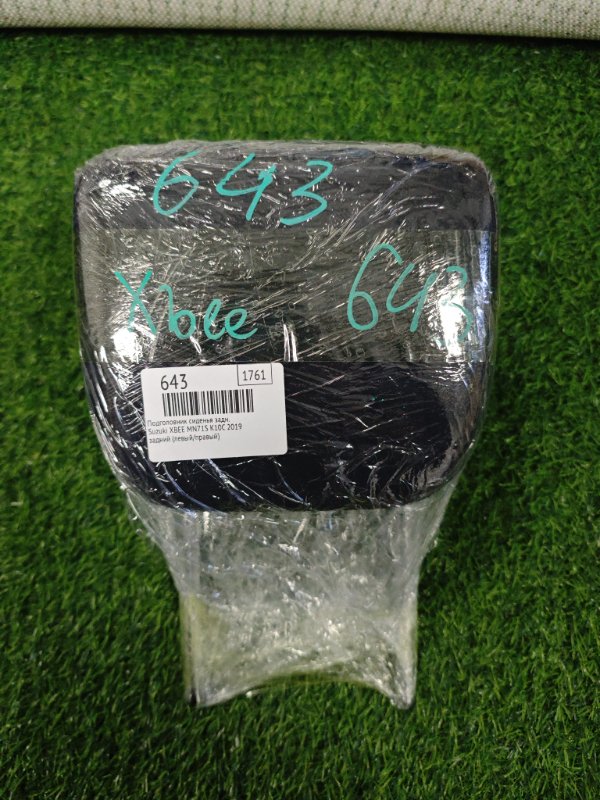 643
Xbee
643
643
1761
Подголовник сиденья задн.
Suzuki XBEE MN71S K10C 2019
задний (левый/правый)